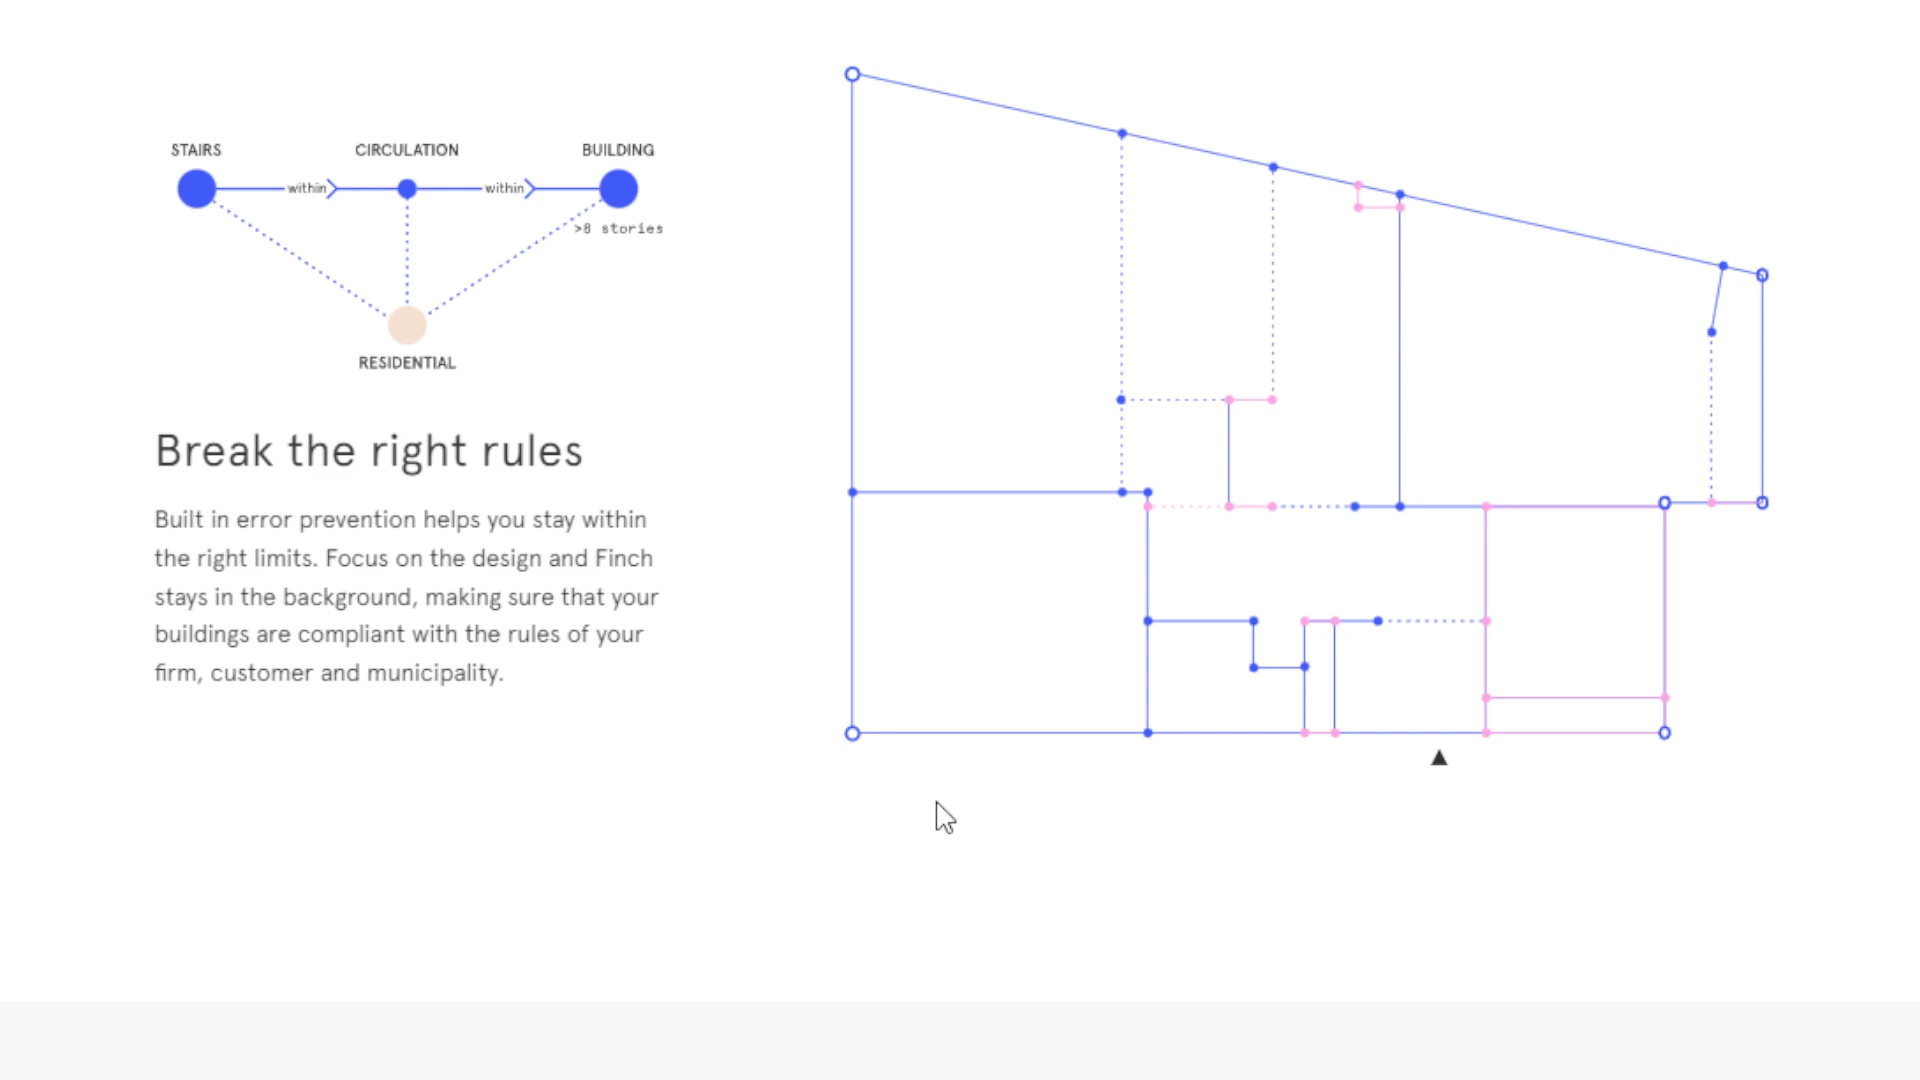 STAIRS CIRCULATION BUILDING
within within
>8 stories
RESIDENTIAL
Break the right rules
Built in error prevention helps you stay within
the right limits. Focus on the design and Finch
stays in the background, making sure that your
buildings are compliant with the rules of your
firm, customer and municipality.